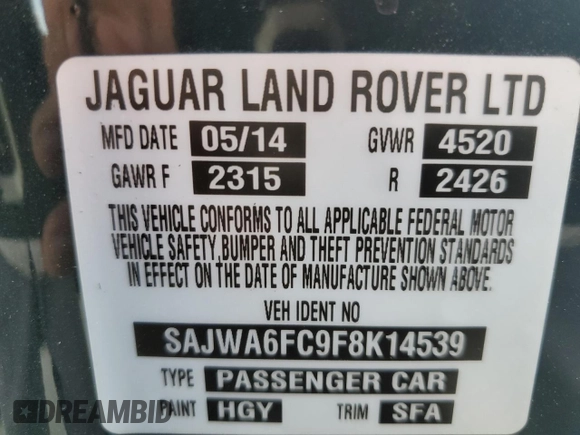 JAGUAR LAND ROVER LTD
MFD DATE 05/14 GVWR 4520
GAWR F 2315 R 2426
THIS VEHICLE CONFORMS TO ALL APPLICABLE FEDERAL MOTOR
VEHICLE SAFETY, BUMPER AND THEFT PREVENTION STANDARDS
IN EFFECT ON THE DATE OF MANUFACTURE SHOWN ABOVE.
VEH IDENT NO
SAJWA6FC9F8K14539
TYPE PASSENGER CAR
PAINT HGY TRIM SFA
DREAMBID